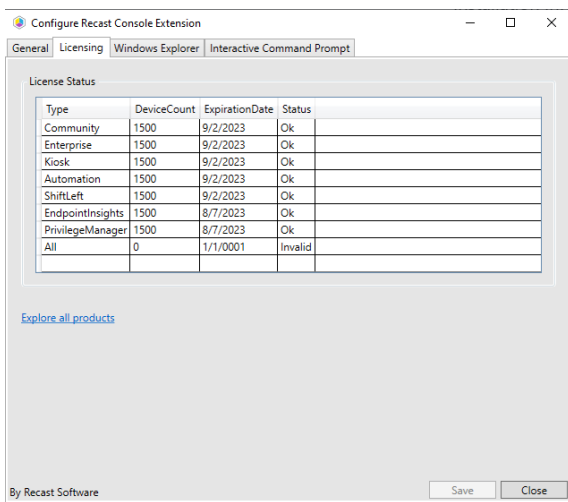 Configure Recast Console Extension
General Licensing Windows Explorer Interactive Command Prompt
License Status
Type DeviceCount ExpirationDate Status
Community 1500 9/2/2023 Ok
Enterprise 1500 9/2/2023 Ok
Kiosk 1500 9/2/2023 Ok
Automation 1500 9/2/2023 Ok
ShiftLeft 1500 9/2/2023 Ok
EndpointInsights 1500 8/7/2023 Ok
PrivilegeManager 1500 8/7/2023 Ok
All 0 1/1/0001 Invalid
Explore all products
By Recast Software Save Close